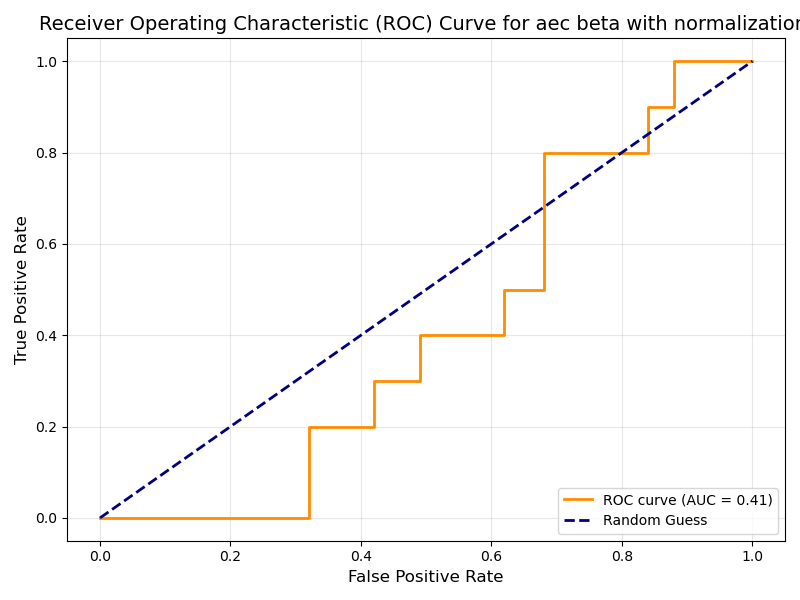 Receiver Operating Characteristic (ROC) Curve for aec beta with normalization
1.0
0.8
0.6
0.4
0.2
0.0
True Positive Rate
0.0 0.2 0.4 0.6 0.8 1.0
False Positive Rate
ROC curve (AUC = 0.41)
Random Guess